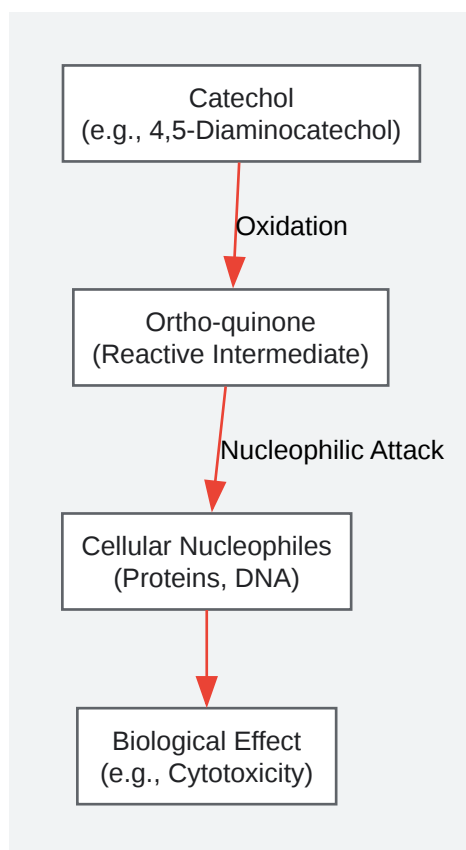 Catechol
(e.g., 4,5-Diaminocatechol)
Oxidation
Ortho-quinone
(Reactive Intermediate)
Nucleophilic Attack
Cellular Nucleophiles
(Proteins, DNA)
Biological Effect
(e.g., Cytotoxicity)